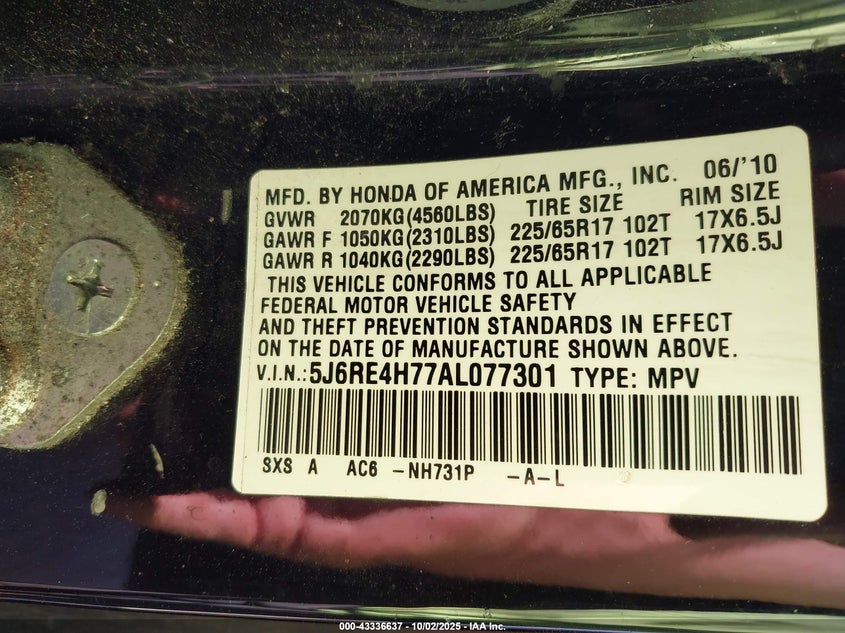 MFD. BY HONDA OF AMERICA MFG., INC. 06/'10
GVWR 2070KG(4560LBS) TIRE SIZE RIM SIZE
GAWR F 1050KG(2310LBS) 225/65R17 102T 17X6.5J
GAWR R 1040KG(2290LBS) 225/65R17 102T 17X6.5J
THIS VEHICLE CONFORMS TO ALL APPLICABLE
FEDERAL MOTOR VEHICLE SAFETY
AND THEFT PREVENTION STANDARDS IN EFFECT
ON THE DATE OF MANUFACTURE SHOWN ABOVE.
V.I.N.:5J6RE4H77AL077301 TYPE: MPV
SXS A AC6 -NH731P -A-L
000-43336637 - 10/02/2025 - IAA Inc.